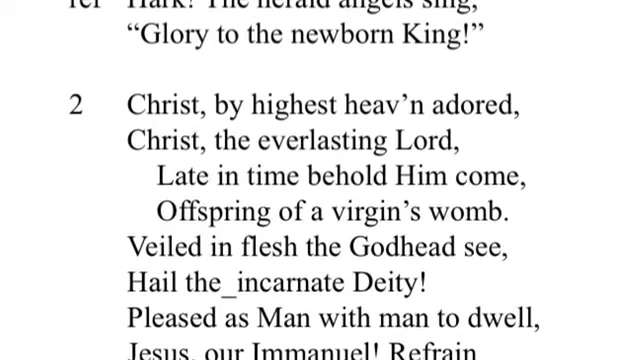 ref Hark! The herald angels sing,
“Glory to the newborn King!”
2 Christ, by highest heav’n adored,
Christ, the everlasting Lord,
Late in time behold Him come,
Offspring of a virgin’s womb.
Veiled in flesh the Godhead see,
Hail the_incarnate Deity!
Pleased as Man with man to dwell,
Jesus, our Immanuel! Refrain